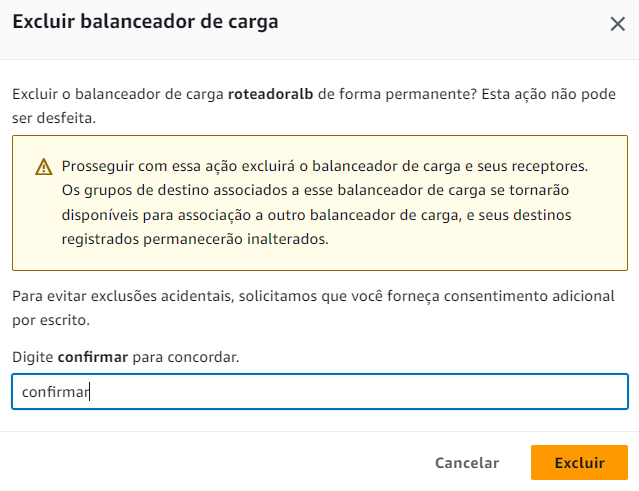 Excluir balanceador de carga
Excluir o balanceador de carga roteadoralb de forma permanente? Esta ação não pode
ser desfeita.
Prosseguir com essa ação excluirá o balanceador de carga e seus receptores.
Os grupos de destino associados a esse balanceador de carga se tornarão
disponíveis para associação a outro balanceador de carga, e seus destinos
registrados permanecerão inalterados.
Para evitar exclusões acidentais, solicitamos que você forneça consentimento adicional
por escrito.
Digite confirmar para concordar.
confirmar
Cancelar Excluir